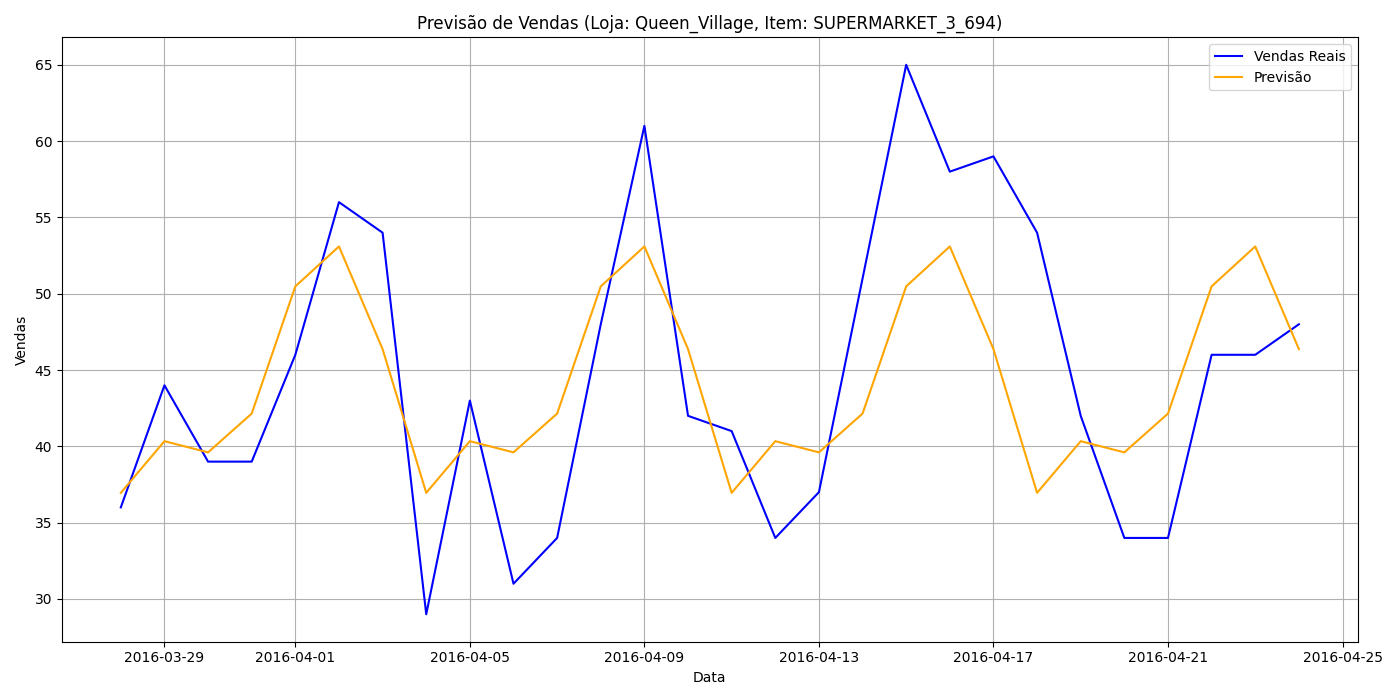 Previsão de Vendas (Loja: Queen_Village, Item: SUPERMARKET_3_694)
Vendas Reais
Previsão
65
60
55
50
45
40
35
30
Vendas
2016-03-29 2016-04-01 2016-04-05 2016-04-09 2016-04-13 2016-04-17 2016-04-21 2016-04-25
Data